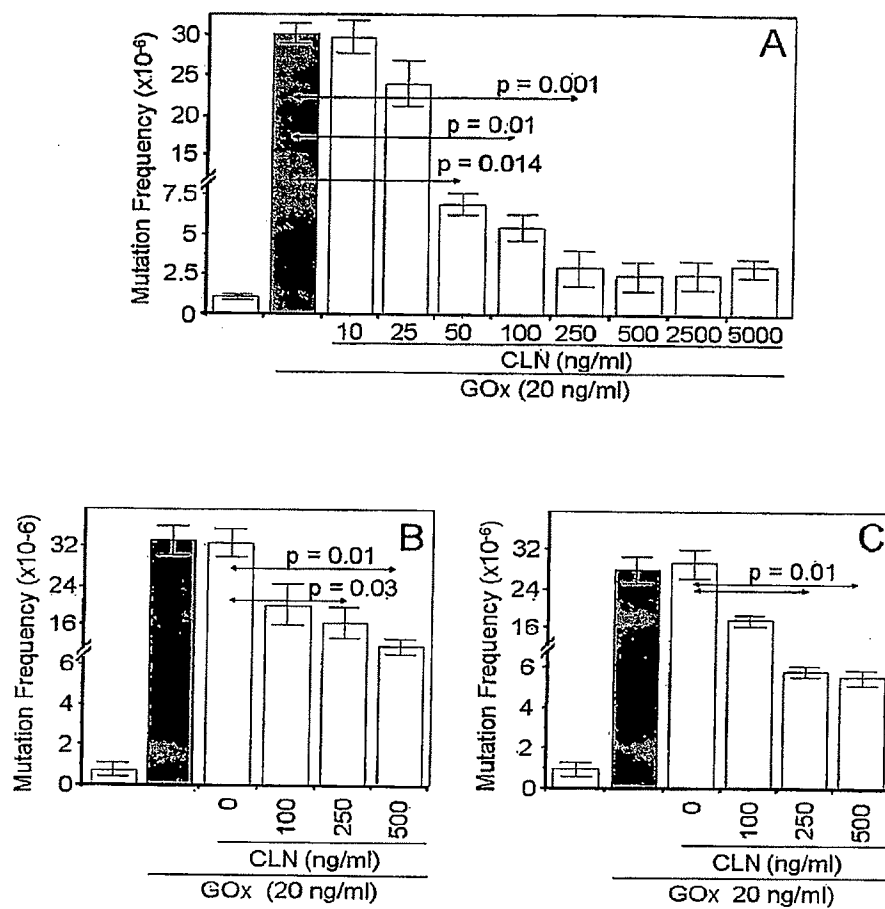 A
Mutation Frequency (x10⁻⁶)
30
25
20
15
7.5
5
2.5
0
p = 0.001
p = 0.01
p = 0.014
10 25 50 100 250 500 2500 5000
CLN (ng/ml)
GOx (20 ng/ml)
B
Mutation Frequency (x10-6)
32
24
16
6
4
2
0
p = 0.01
p = 0.03
0 100 250 500
CLN (ng/ml)
GOx (20 ng/ml)
C
Mutation Frequency (x10⁻⁶)
32
28
16
6
4
2
0
p = 0.01
0 100 250 500
CLN (ng/ml)
GOx 20 ng/ml)